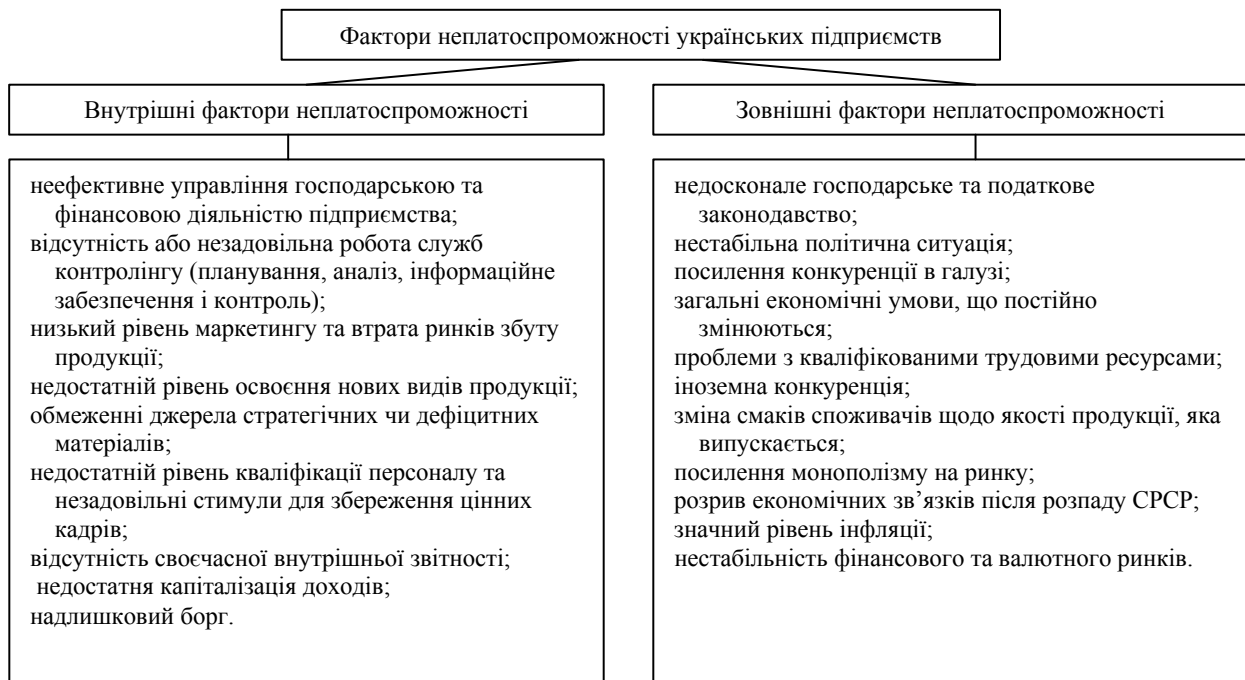 Фактори неплатоспроможності українських підприємств
Внутрішні фактори неплатоспроможності
неефективне управління господарською та
фінансовою діяльністю підприємства;
відсутність або незадовільна робота служб
контролінгу (планування, аналіз, інформаційне
забезпечення і контроль);
низький рівень маркетингу та втрата ринків збуту
продукції;
недостатній рівень освоєння нових видів продукції;
обмеженні джерела стратегічних чи дефіцитних
матеріалів;
недостатній рівень кваліфікації персоналу та
незадовільні стимули для збереження цінних
кадрів;
відсутність своєчасної внутрішньої звітності;
недостатня капіталізація доходів;
надлишковий борг.
Зовнішні фактори неплатоспроможності
недосконале господарське та податкове
законодавство;
нестабільна політична ситуація;
посилення конкуренції в галузі;
загальні економічні умови, що постійно
змінюються;
проблеми з кваліфікованими трудовими ресурсами;
іноземна конкуренція;
зміна смаків споживачів щодо якості продукції, яка
випускається;
посилення монополізму на ринку;
розрив економічних зв’язків після розпаду СРСР;
значний рівень інфляції;
нестабільність фінансового та валютного ринків.